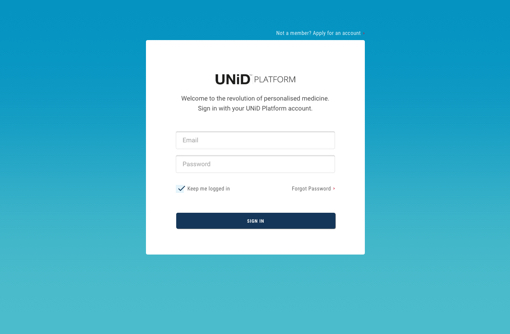 Not a member? Apply for an account
UNiD PLATFORM
Welcome to the revolution of personalised medicine.
Sign in with your UNiD Platform account.
Email
Password
Keep me logged in
Forgot Password ›
SIGN IN